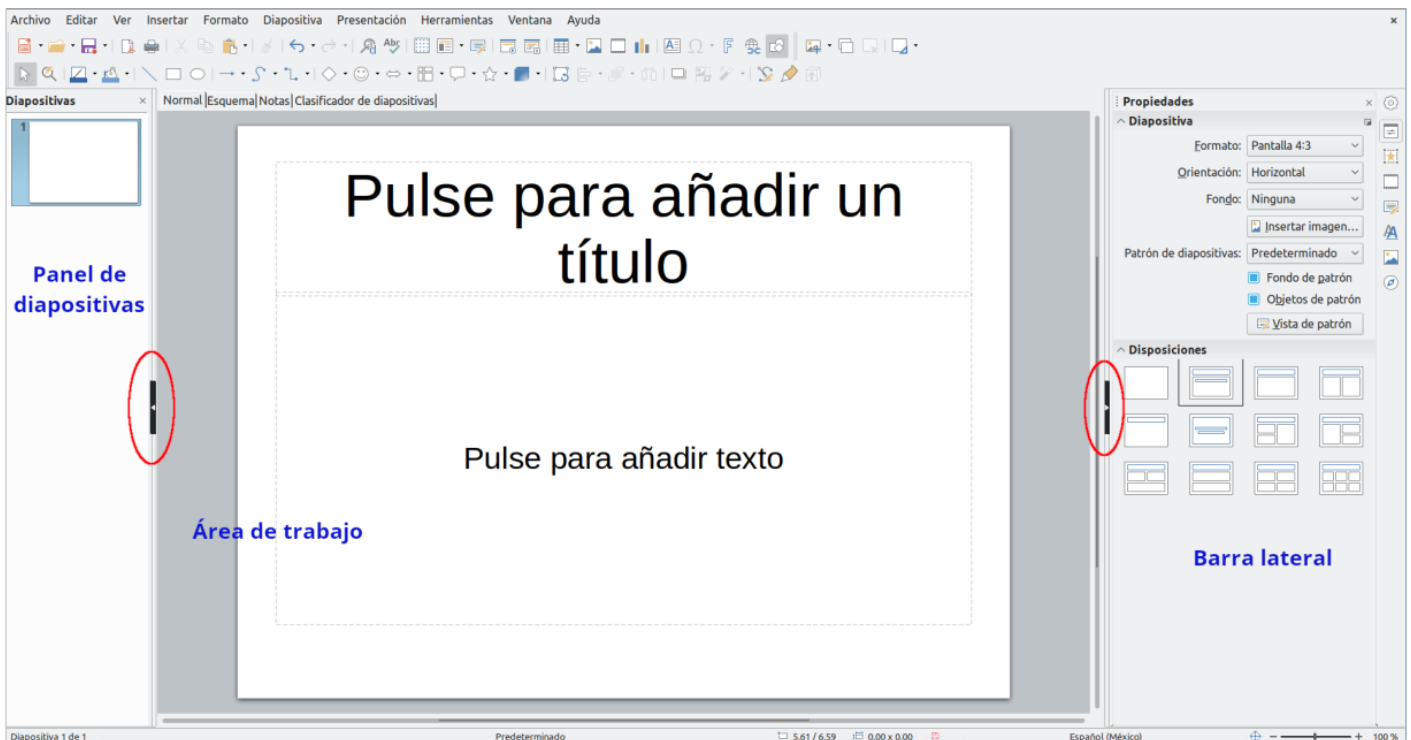 Archivo Editar Ver Insertar Formato Diapositiva Presentación Herramientas Ventana Ayuda
Diapositivas
Normal Esquema Notas Clasificador de diapositivas
1
Pulse para añadir un
título
Pulse para añadir texto
Panel de
diapositivas
Área de trabajo
Propiedades
Diapositiva
Formato: Pantalla 4:3
Orientación: Horizontal
Fondo: Ninguna
Insertar imagen...
Patrón de diapositivas: Predeterminado
Fondo de patrón
Objetos de patrón
Vista de patrón
Disposiciones
Barra lateral
Diapositiva 1 de 1 Predeterminado 5.61 / 6.59 0.00 x 0.00 Español (México) 100 %